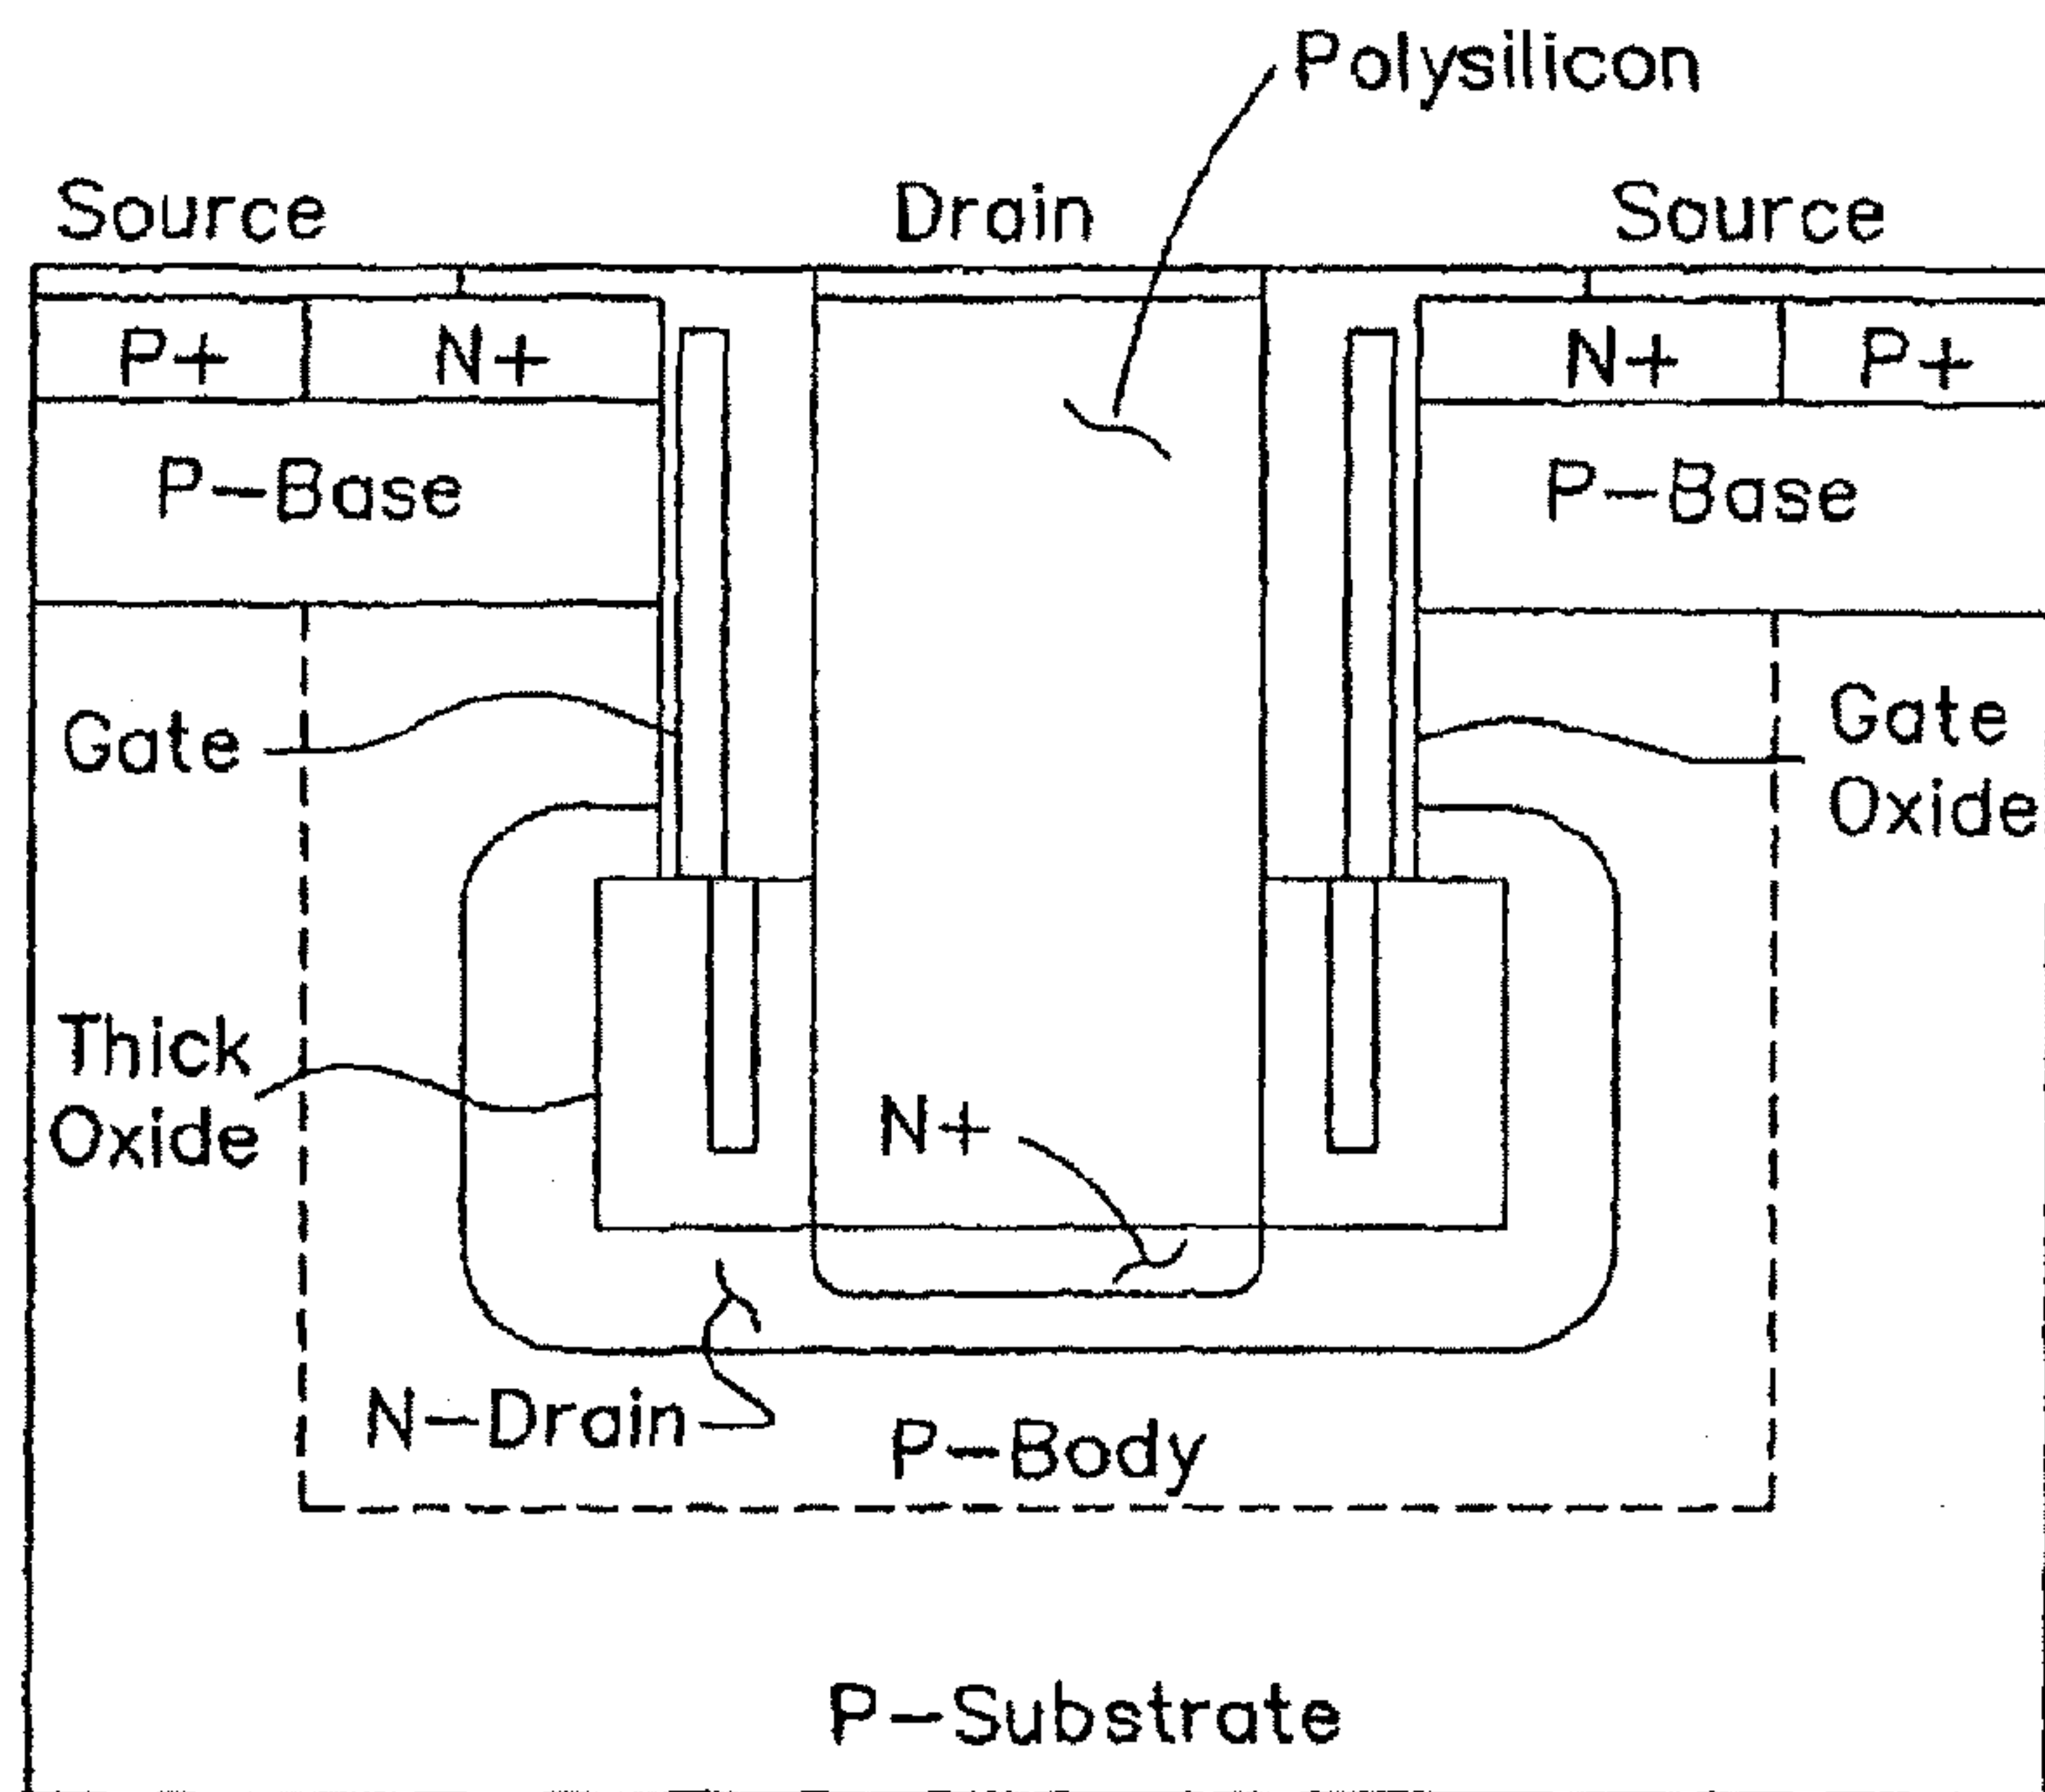 Polysilicon
Source
Drain
Source
P+
N+
N+
P+
P-Base
P-Base
Gate
Gate
Oxide
Thick
Oxide
N+
N-Drain
P-Body
P-Substrate